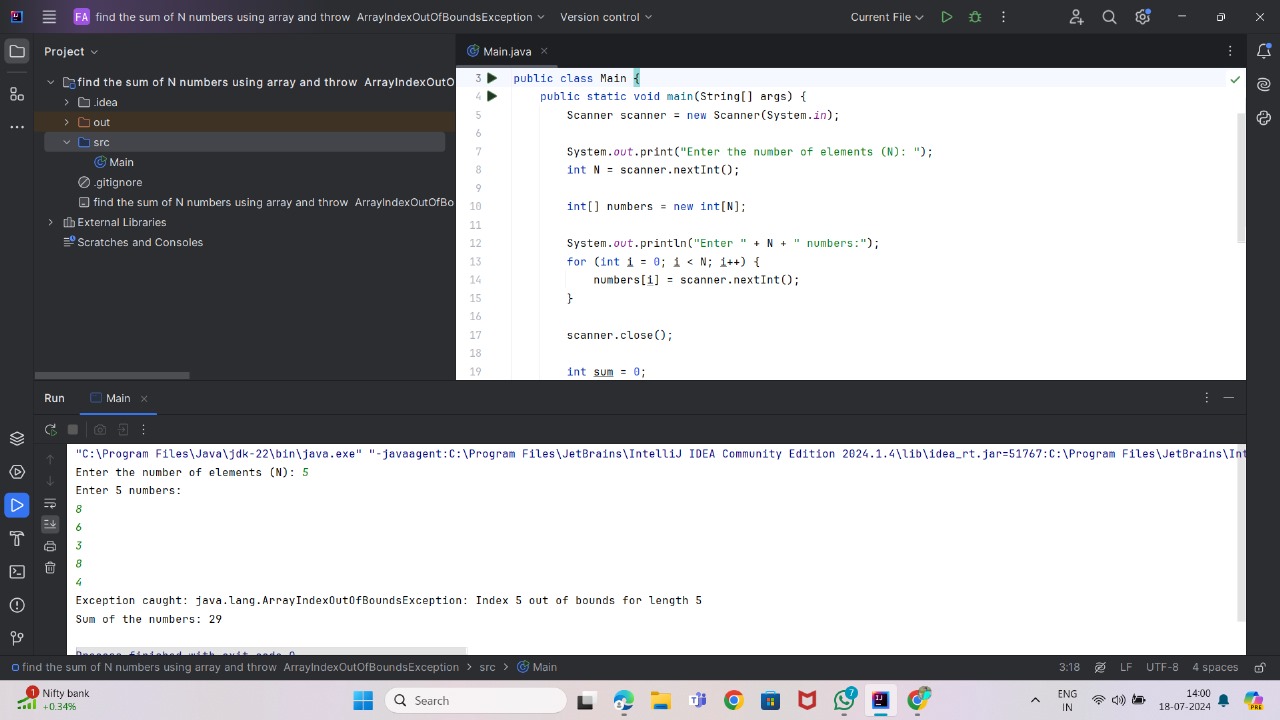 FA find the sum of N numbers using array and throw ArrayIndexOutOfBoundsException Version control Current File
Project
find the sum of N numbers using array and throw ArrayIndexOutO
.idea
out
src
Main
.gitignore
find the sum of N numbers using array and throw ArrayIndexOutOfBo
External Libraries
Scratches and Consoles
Main.java
3 public class Main {
4 public static void main(String[] args) {
5 Scanner scanner = new Scanner(System.in);
6
7 System.out.print("Enter the number of elements (N): ");
8 int N = scanner.nextInt();
9
10 int[] numbers = new int[N];
11
12 System.out.println("Enter " + N + " numbers:");
13 for (int i = 0; i < N; i++) {
14 numbers[i] = scanner.nextInt();
15 }
16
17 scanner.close();
18
19 int sum = 0;
Run Main
"C:\Program Files\Java\jdk-22\bin\java.exe" "-javaagent:C:\Program Files\JetBrains\IntelliJ IDEA Community Edition 2024.1.4\lib\idea_rt.jar=51767:C:\Program Files\JetBrains\Int
Enter the number of elements (N): 5
Enter 5 numbers:
8
6
3
8
4
Exception caught: java.lang.ArrayIndexOutOfBoundsException: Index 5 out of bounds for length 5
Sum of the numbers: 29
Process finished with exit code 0
find the sum of N numbers using array and throw ArrayIndexOutOfBoundsException > src > Main 3:18 LF UTF-8 4 spaces
1 Nifty bank
+0.34%
Search
7
ENG
IN
14:00
18-07-2024
PRE